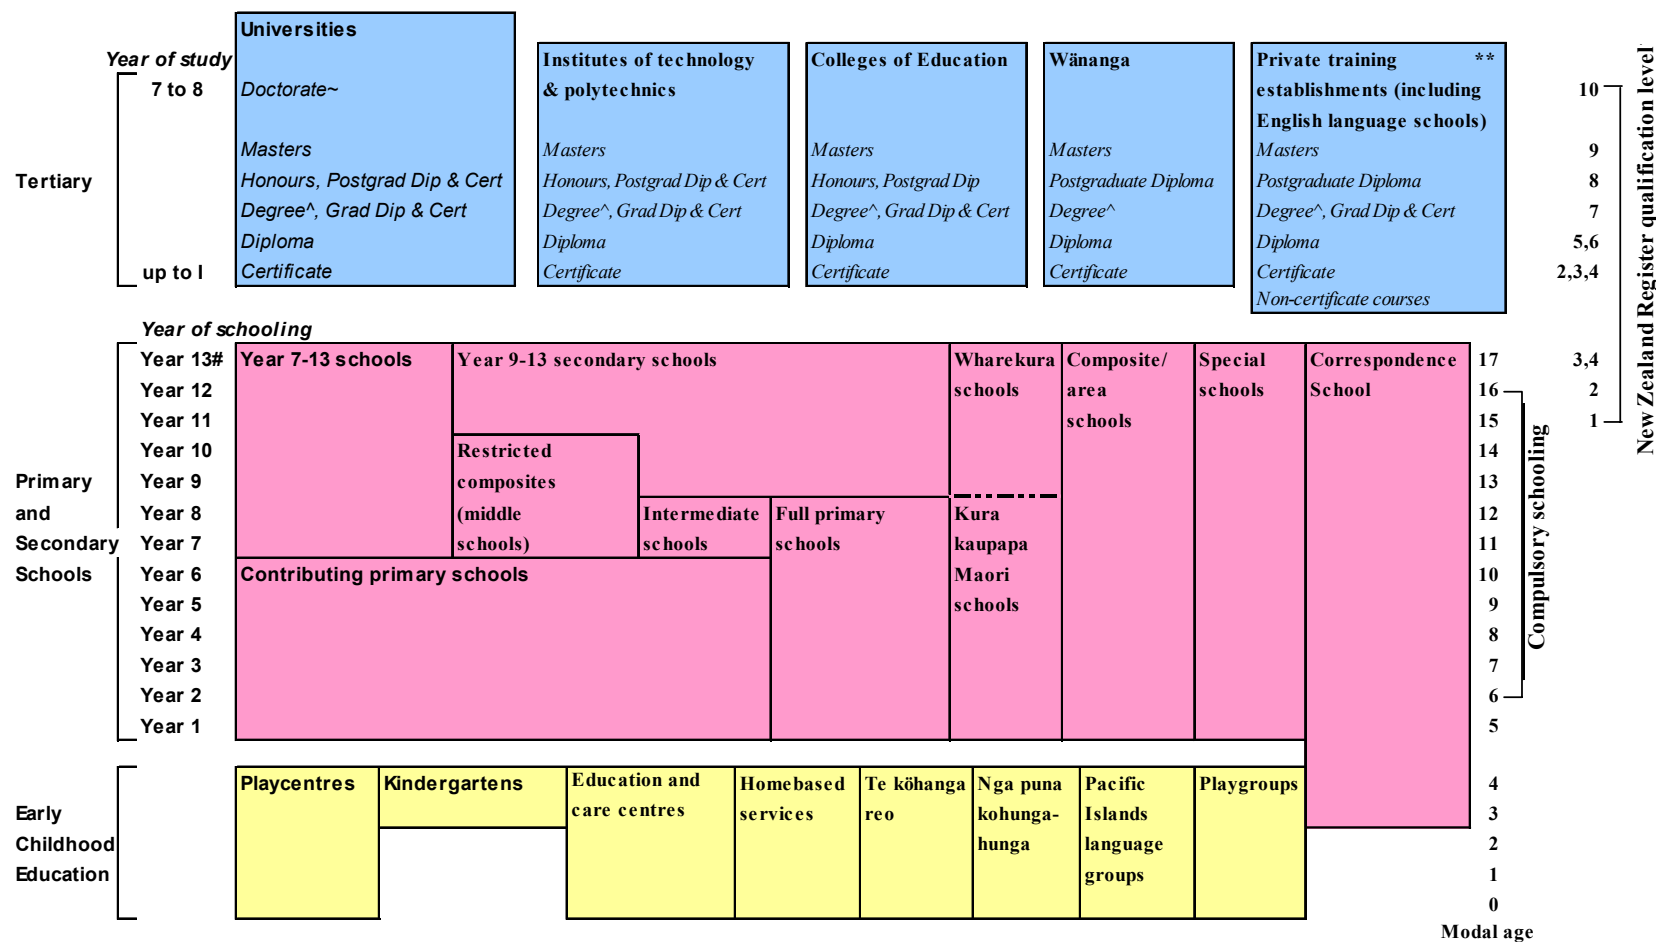 Universities
Year of study
7 to 8
Doctorate~
Masters
Honours, Postgrad Dip & Cert
Degree^, Grad Dip & Cert
Diploma
up to I
Certificate
Institutes of technology
& polytechnics
Masters
Honours, Postgrad Dip & Cert
Degree^, Grad Dip & Cert
Diploma
Certificate
Colleges of Education
Masters
Honours, Postgrad Dip
Degree^, Grad Dip & Cert
Diploma
Certificate
Wänanga
Masters
Postgraduate Diploma
Degree^
Diploma
Certificate
Private training **
establishments (including
English language schools)
Masters
Postgraduate Diploma
Degree^, Grad Dip & Cert
Diploma
Certificate
Non-certificate courses
10
9
8
7
5,6
2,3,4
3,4
2
1
New Zealand Register qualification level
Tertiary
Year of schooling
Year 13#
Year 12
Year 11
Year 10
Year 9
Year 8
Year 7
Year 6
Year 5
Year 4
Year 3
Year 2
Year 1
Primary
and
Secondary
Schools
Year 7-13 schools
Year 9-13 secondary schools
Restricted
composites
(middle
schools)
Intermediate
schools
Full primary
schools
Contributing primary schools
Wharekura
schools
Kura
kaupapa
Maori
schools
Composite/
area
schools
Special
schools
Correspondence
School
17
16
15
14
13
12
11
10
9
8
7
6
5
Compulsory schooling
Early
Childhood
Education
Playcentres
Kindergartens
Education and
care centres
Homebased
services
Te köhanga
reo
Nga puna
kohunga-
hunga
Pacific
Islands
language
groups
Playgroups
4
3
2
1
0
Modal age